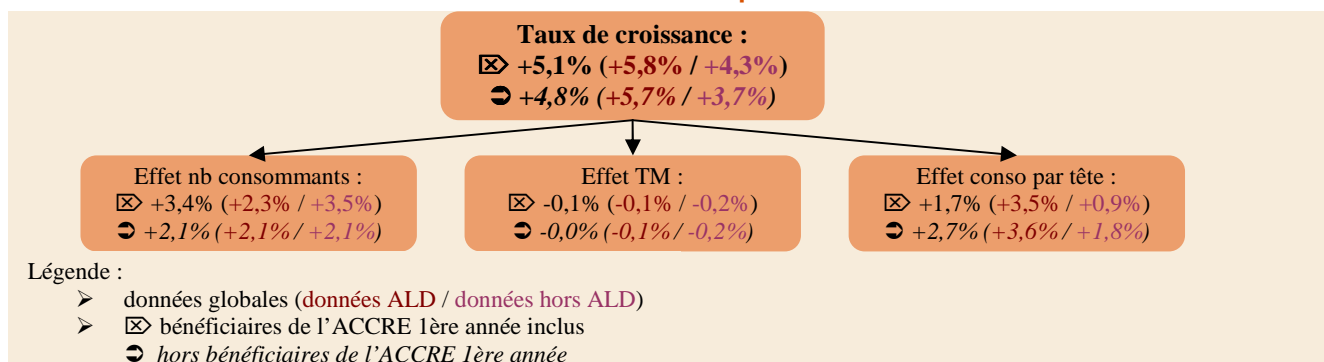 Taux de croissance :
⌦ +5,1% (+5,8% / +4,3%)
➲ +4,8% (+5,7% / +3,7%)
Effet nb consommants :
⌦ +3,4% (+2,3% / +3,5%)
➲ +2,1% (+2,1% / +2,1%)
Effet TM :
⌦ -0,1% (-0,1% / -0,2%)
➲ -0,0% (-0,1% / -0,2%)
Effet conso par tête :
⌦ +1,7% (+3,5% / +0,9%)
➲ +2,7% (+3,6% / +1,8%)
Légende :
➢ données globales (données ALD / données hors ALD)
➢ ⌦ bénéficiaires de l’ACCRE 1ère année inclus
➲ hors bénéficiaires de l’ACCRE 1ère année